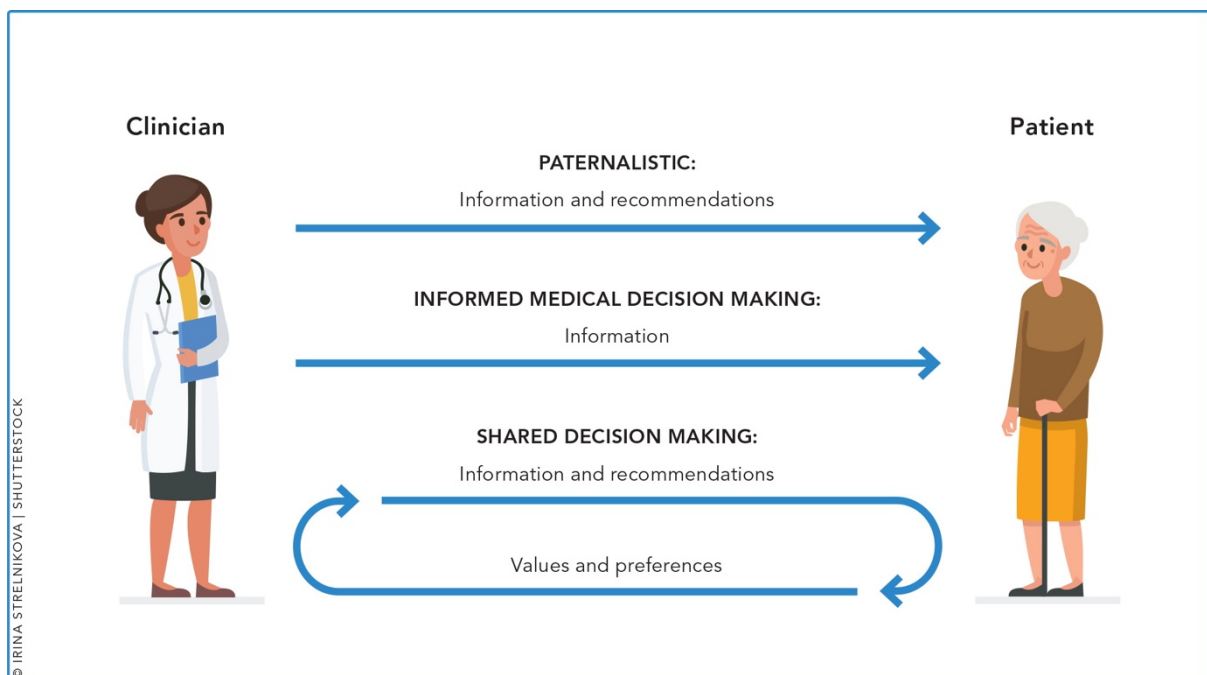 Clinician
Patient
PATERNALISTIC:
Information and recommendations
INFORMED MEDICAL DECISION MAKING:
Information
SHARED DECISION MAKING:
Information and recommendations
Values and preferences
© IRINA STRELNIKOVA | SHUTTERSTOCK